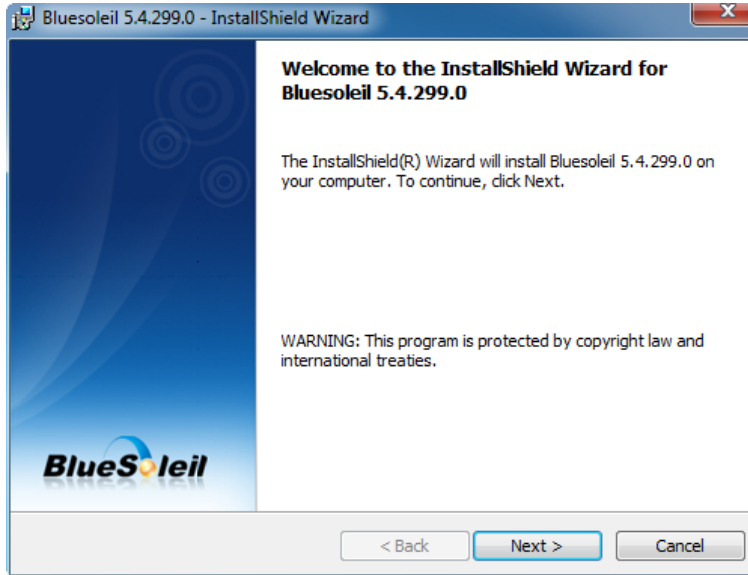 Bluesoleil 5.4.299.0 - InstallShield Wizard
Welcome to the InstallShield Wizard for
Bluesoleil 5.4.299.0
The InstallShield(R) Wizard will install Bluesoleil 5.4.299.0 on
your computer. To continue, click Next.
WARNING: This program is protected by copyright law and
international treaties.
BlueSoleil
< Back Next > Cancel